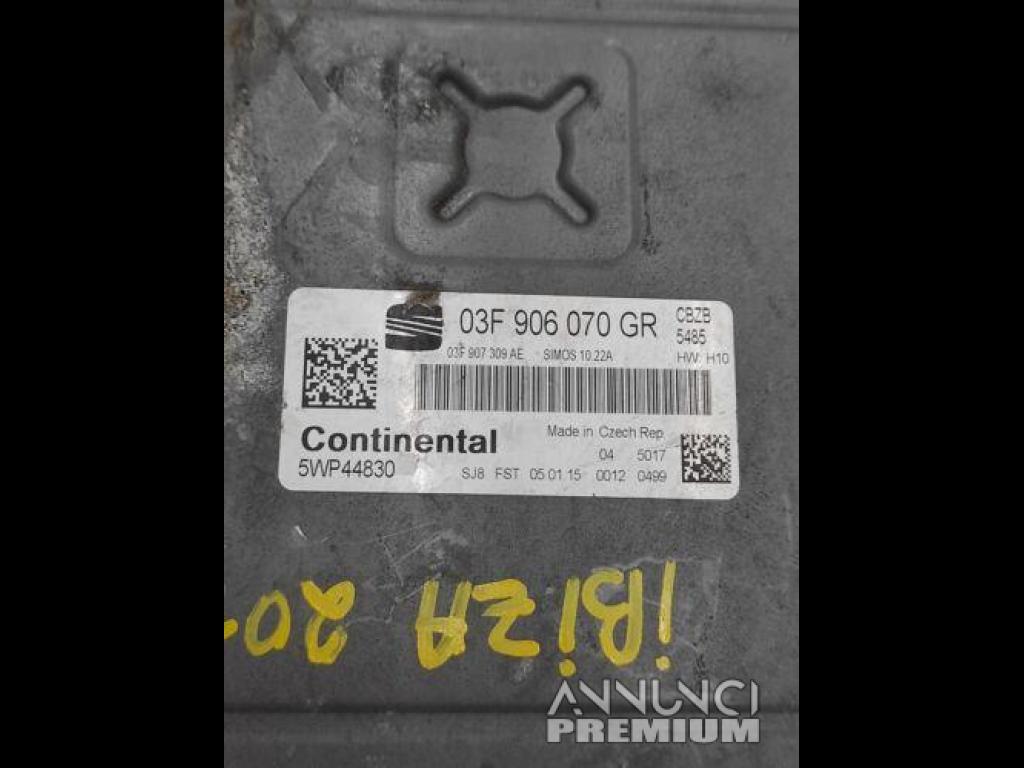 03F 906 070 GR
CBZB
5485
03F 907 309 AE SIMOS 10.22A
HW: H10
Continental
Made in Czech Rep
04 5017
5WP44830
SJ8 FST 05 01 15 0012 0499
iBiZA 20
ANNUNCI
PREMIUM